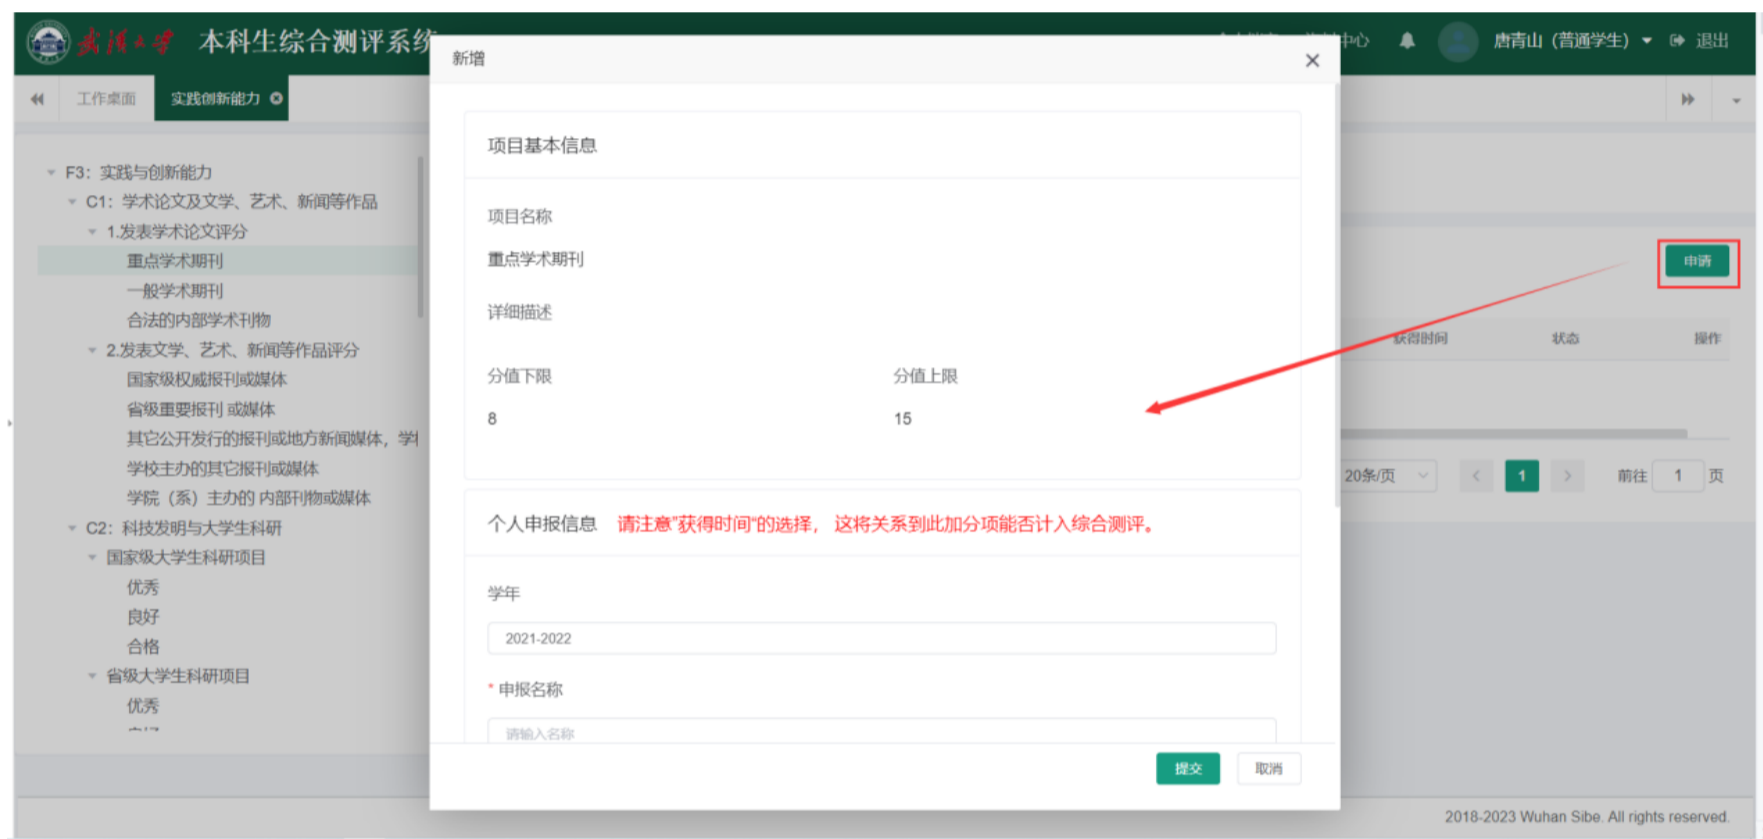 武汉大学 本科生综合测评系统
中心
唐青山（普通学生）
退出
工作桌面
实践创新能力
F3：实践与创新能力
C1：学术论文及文学、艺术、新闻等作品
1.发表学术论文评分
重点学术期刊
一般学术期刊
合法的内部学术刊物
2.发表文学、艺术、新闻等作品评分
国家级权威报刊或媒体
省级重要报刊 或媒体
其它公开发行的报刊或地方新闻媒体，学
学校主办的其它报刊或媒体
学院（系）主办的 内部刊物或媒体
C2：科技发明与大学生科研
国家级大学生科研项目
优秀
良好
合格
省级大学生科研项目
优秀
新增
项目基本信息
项目名称
重点学术期刊
详细描述
分值下限
分值上限
8
15
个人申报信息 请注意"获得时间"的选择，这将关系到此加分项能否计入综合测评。
学年
2021-2022
* 申报名称
请输入名称
提交
取消
申请
获得时间
状态
操作
20条/页
1
前往 1 页
2018-2023 Wuhan Sibe. All rights reserved.